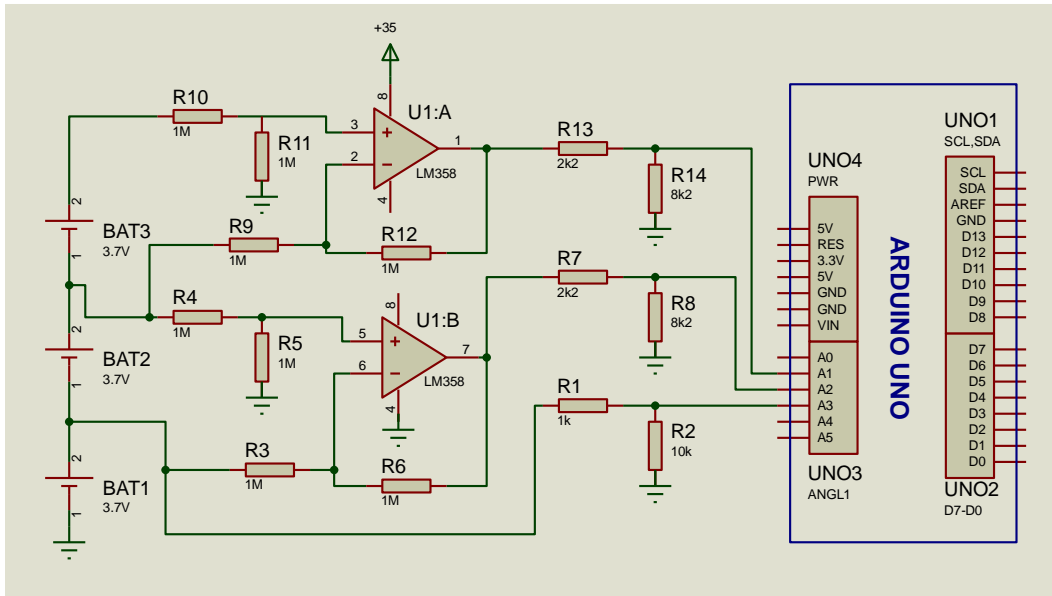 +35
R10
1M
R11
1M
8
3
2
1
4
U1:A
LM358
R13
2k2
R14
8k2
2
BAT3
3.7V
1
R9
1M
R12
1M
R4
1M
R5
1M
8
5
6
7
4
U1:B
LM358
R7
2k2
R8
8k2
2
BAT2
3.7V
1
R1
1k
R2
10k
R3
1M
R6
1M
2
BAT1
3.7V
1
UNO4
PWR
5V
RES
3.3V
5V
GND
GND
VIN
A0
A1
A2
A3
A4
A5
UNO3
ANGL1
ARDUINO UNO
UNO1
SCL,SDA
SCL
SDA
AREF
GND
D13
D12
D11
D10
D9
D8
D7
D6
D5
D4
D3
D2
D1
D0
UNO2
D7-D0